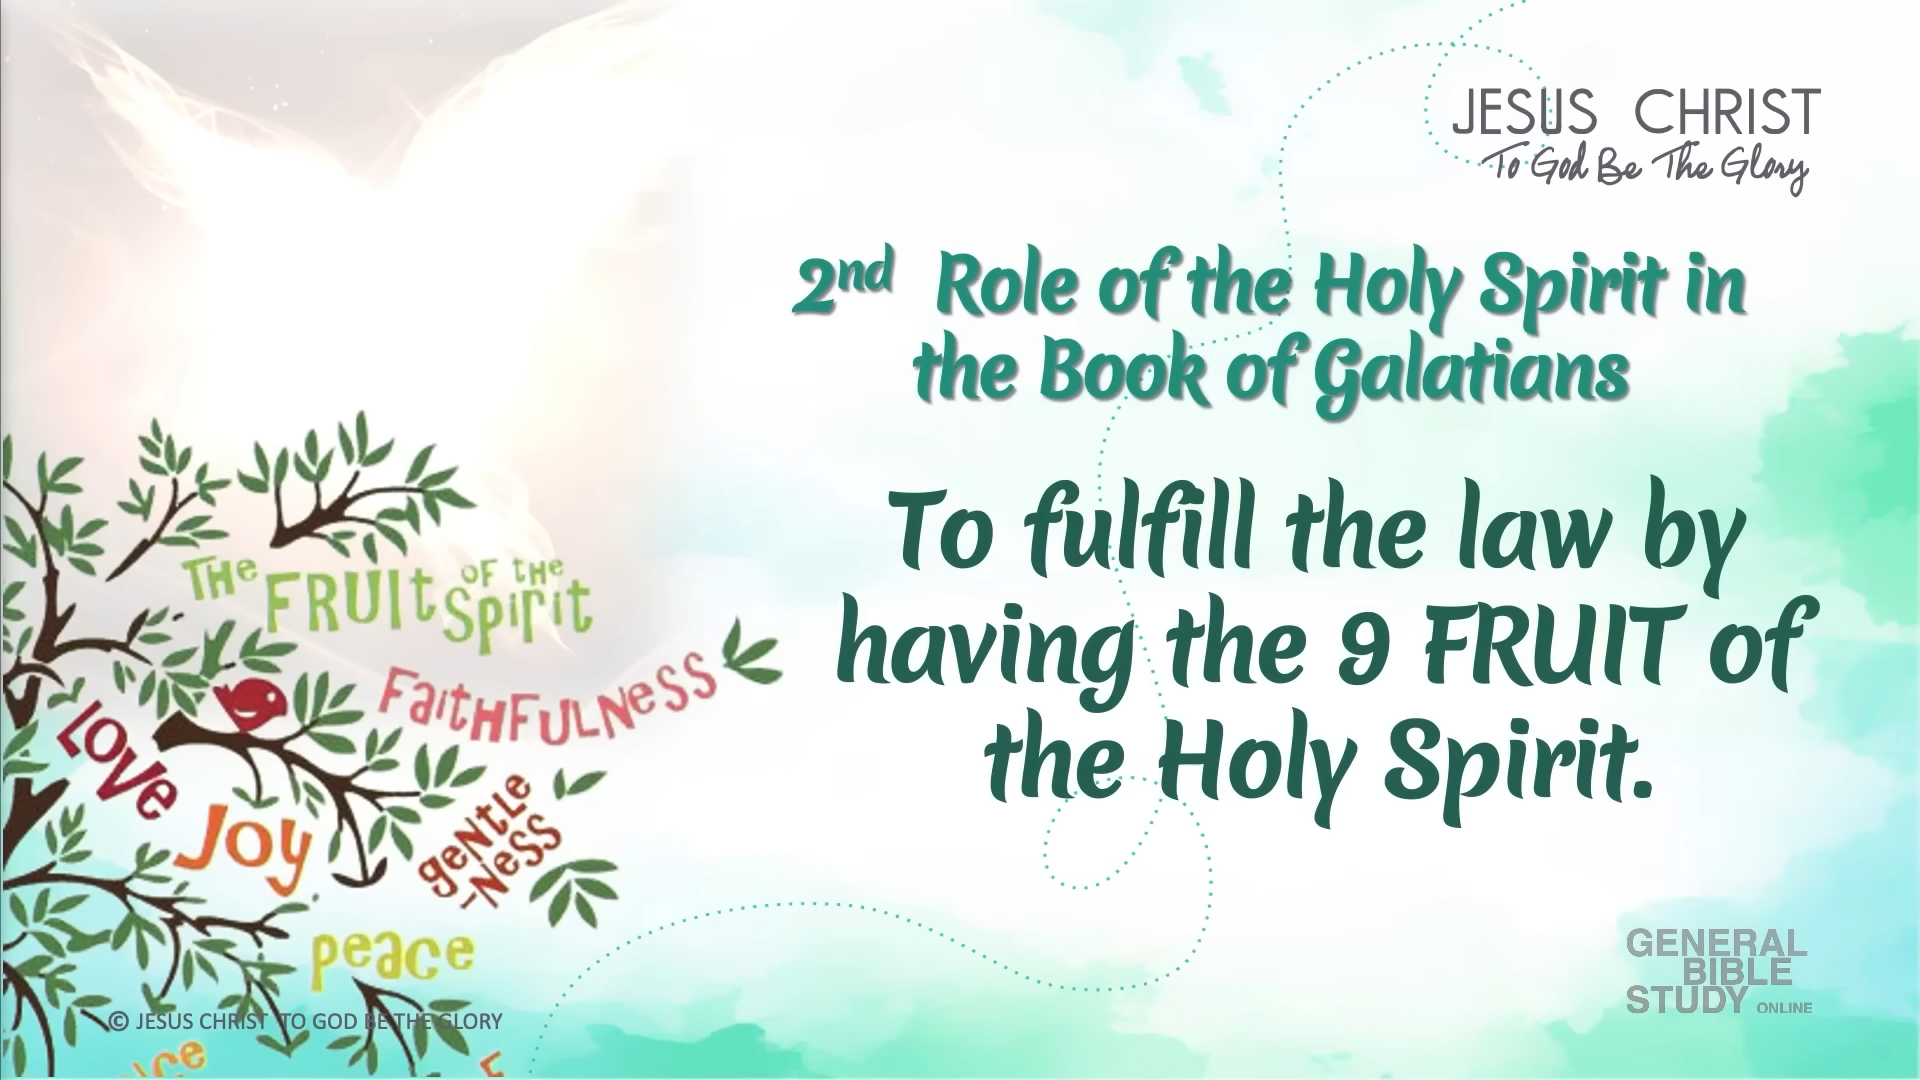 JESUS CHRIST
To God Be The Glory
2nd Role of the Holy Spirit in
the Book of Galatians
To fulfill the law by
having the 9 FRUIT of
the Holy Spirit.
THe FRUIt OF tHe Spirit
FaitHFULNeSS
LOVe
Joy
geNtLe
-NeSS
peace
© JESUS CHRIST TO GOD BE THE GLORY
GENERAL
BIBLE
STUDY ONLINE